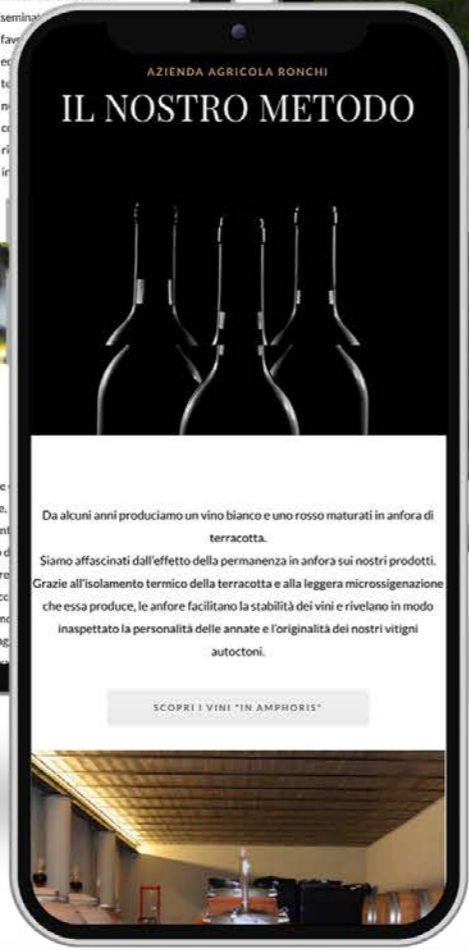 AZIENDA AGRICOLA RONCHI
IL NOSTRO METODO
Da alcuni anni produciamo un vino bianco e uno rosso maturati in anfora di
terracotta.
Siamo affascinati dall'effetto della permanenza in anfora sui nostri prodotti.
Grazie all'isolamento termico della terracotta e alla leggera microssigenazione
che essa produce, le anfore facilitano la stabilità dei vini e rivelano in modo
inaspettato la personalità delle annate e l'originalità dei nostri vitigni
autoctoni.
SCOPRI I VINI "IN AMPHORIS"